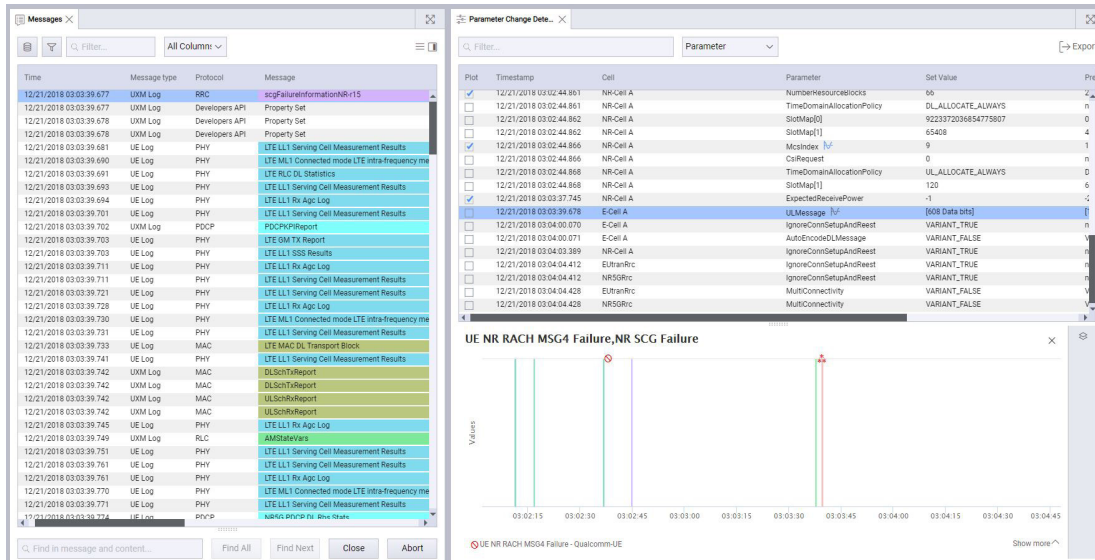 Messages
Filter...
All Columns
Time Message type Protocol Message
12/21/2018 03:03:39.677 UXM Log RRC scgFailureInformationNR-r15
12/21/2018 03:03:39.677 UXM Log Developers API Property Set
12/21/2018 03:03:39.678 UXM Log Developers API Property Set
12/21/2018 03:03:39.678 UXM Log Developers API Property Set
12/21/2018 03:03:39.681 UE Log PHY LTE LL1 Serving Cell Measurement Results
12/21/2018 03:03:39.690 UE Log PHY LTE ML1 Connected mode LTE intra-frequency me
12/21/2018 03:03:39.691 UE Log PHY LTE RLC DL Statistics
12/21/2018 03:03:39.693 UE Log PHY LTE LL1 Serving Cell Measurement Results
12/21/2018 03:03:39.694 UE Log PHY LTE LL1 Rx Agc Log
12/21/2018 03:03:39.701 UE Log PHY LTE LL1 Serving Cell Measurement Results
12/21/2018 03:03:39.702 UXM Log PDCP PDCPKPIReport
12/21/2018 03:03:39.703 UE Log PHY LTE GM TX Report
12/21/2018 03:03:39.703 UE Log PHY LTE LL1 SSS Results
12/21/2018 03:03:39.711 UE Log PHY LTE LL1 Rx Agc Log
12/21/2018 03:03:39.711 UE Log PHY LTE LL1 Serving Cell Measurement Results
12/21/2018 03:03:39.721 UE Log PHY LTE LL1 Serving Cell Measurement Results
12/21/2018 03:03:39.728 UE Log PHY LTE LL1 Rx Agc Log
12/21/2018 03:03:39.730 UE Log PHY LTE ML1 Connected mode LTE intra-frequency me
12/21/2018 03:03:39.731 UE Log PHY LTE LL1 Serving Cell Measurement Results
12/21/2018 03:03:39.733 UE Log MAC LTE MAC DL Transport Block
12/21/2018 03:03:39.741 UE Log PHY LTE LL1 Serving Cell Measurement Results
12/21/2018 03:03:39.742 UXM Log MAC DLSchTxReport
12/21/2018 03:03:39.742 UXM Log MAC DLSchTxReport
12/21/2018 03:03:39.742 UXM Log MAC ULSchRxReport
12/21/2018 03:03:39.742 UXM Log MAC ULSchRxReport
12/21/2018 03:03:39.745 UE Log PHY LTE LL1 Rx Agc Log
12/21/2018 03:03:39.749 UXM Log RLC AMStateVars
12/21/2018 03:03:39.751 UE Log PHY LTE LL1 Serving Cell Measurement Results
12/21/2018 03:03:39.761 UE Log PHY LTE LL1 Serving Cell Measurement Results
12/21/2018 03:03:39.761 UE Log PHY LTE LL1 Rx Agc Log
12/21/2018 03:03:39.770 UE Log PHY LTE ML1 Connected mode LTE intra-frequency me
12/21/2018 03:03:39.771 UE Log PHY LTE LL1 Serving Cell Measurement Results
12/21/2018 03:03:39.774 UE Log PDCP NR5G PDCP DL Rbs Stats
Find in message and content...
Find All Find Next Close Abort
Parameter Change Dete...
Filter...
Parameter
Export
Plot Timestamp Cell Parameter Set Value Pre
12/21/2018 03:02:44.861 NR-Cell A NumberResourceBlocks 66 2
12/21/2018 03:02:44.861 NR-Cell A TimeDomainAllocationPolicy DL_ALLOCATE_ALWAYS n
12/21/2018 03:02:44.862 NR-Cell A SlotMap[0] 9223372036854775807 0
12/21/2018 03:02:44.862 NR-Cell A SlotMap[1] 65408 4
12/21/2018 03:02:44.866 NR-Cell A McsIndex 9 1
12/21/2018 03:02:44.866 NR-Cell A CsiRequest 0 n
12/21/2018 03:02:44.868 NR-Cell A TimeDomainAllocationPolicy UL_ALLOCATE_ALWAYS D
12/21/2018 03:02:44.868 NR-Cell A SlotMap[1] 120 6
12/21/2018 03:03:37.745 NR-Cell A ExpectedReceivePower -1 -2
12/21/2018 03:03:39.678 E-Cell A ULMessage [608 Data bits]
12/21/2018 03:04:00.070 E-Cell A IgnoreConnSetupAndReest VARIANT_TRUE n
12/21/2018 03:04:00.071 E-Cell A AutoEncodeDLMessage VARIANT_FALSE V
12/21/2018 03:04:03.389 NR-Cell A IgnoreConnSetupAndReest VARIANT_TRUE n
12/21/2018 03:04:04.412 EUtranRrc IgnoreConnSetupAndReest VARIANT_TRUE n
12/21/2018 03:04:04.412 NR5GRrc IgnoreConnSetupAndReest VARIANT_TRUE n
12/21/2018 03:04:04.428 EUtranRrc MultiConnectivity VARIANT_FALSE V
12/21/2018 03:04:04.428 NR5GRrc MultiConnectivity VARIANT_FALSE V
UE NR RACH MSG4 Failure,NR SCG Failure
Values
03:02:15 03:02:30 03:02:45 03:03:00 03:03:15 03:03:30 03:03:45 03:04:00 03:04:15 03:04:30 03:04:45
UE NR RACH MSG4 Failure - Qualcomm-UE
Show more